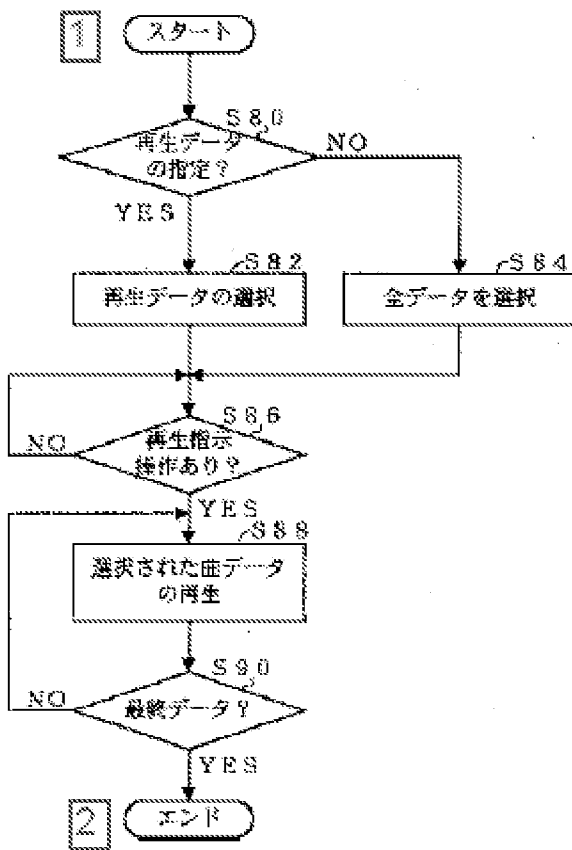 1
スタート
S80
再生データ
の指定？
NO
YES
S82
再生データの選択
S84
全データを選択
S86
再生指示
操作あり？
NO
YES
S88
選択された曲データ
の再生
S90
最終データ？
NO
YES
2
エンド